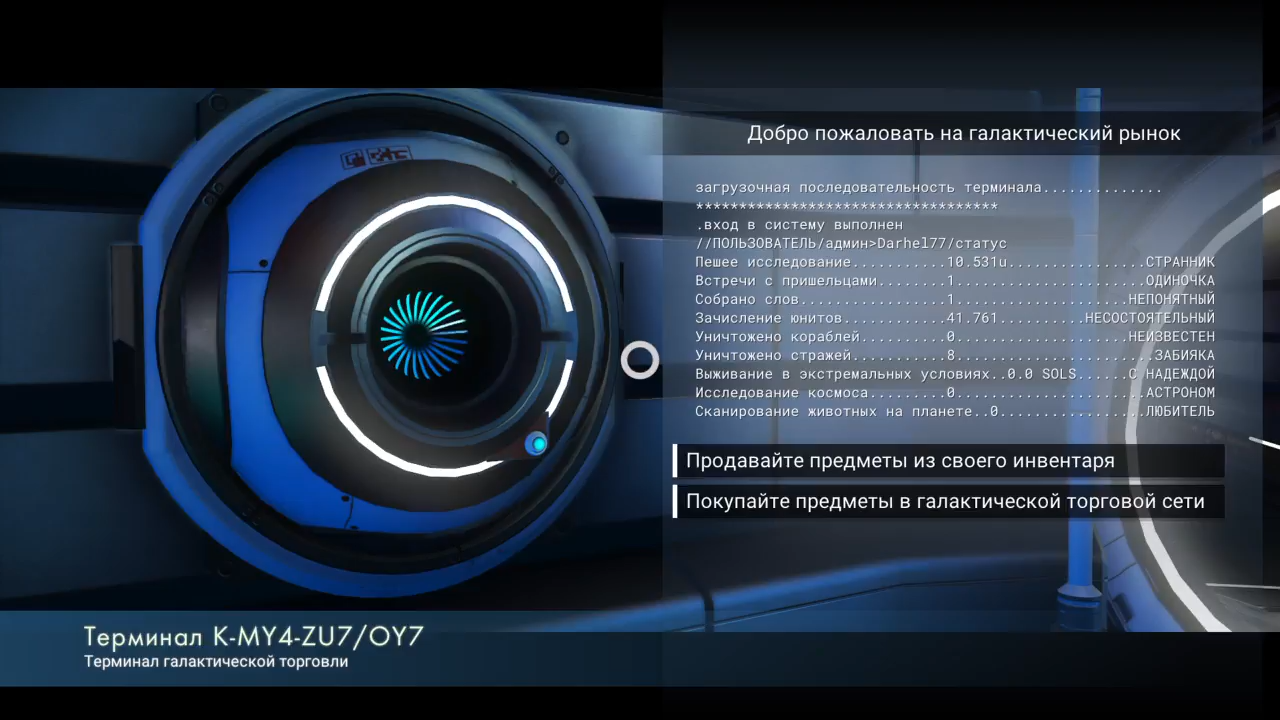 Добро пожаловать на галактический рынок
загрузочная последовательность терминала..............
***********************************
.вход в систему выполнен
//ПОЛЬЗОВАТЕЛЬ/админ>Darhel77/статус
Пешее исследование...........10.531u................СТРАННИК
Встречи с пришельцами........1......................ОДИНОЧКА
Собрано слов.................1....................НЕПОНЯТНЫЙ
Зачисление юнитов............41.761..........НЕСОСТОЯТЕЛЬНЫЙ
Уничтожено кораблей..........0....................НЕИЗВЕСТЕН
Уничтожено стражей...........8.......................ЗАБИЯКА
Выживание в экстремальных условиях..0.0 SOLS......С НАДЕЖДОЙ
Исследование космоса.........0......................АСТРОНОМ
Сканирование животных на планете..0.................ЛЮБИТЕЛЬ
Продавайте предметы из своего инвентаря
Покупайте предметы в галактической торговой сети
Терминал K-MY4-ZU7/OY7
Терминал галактической торговли